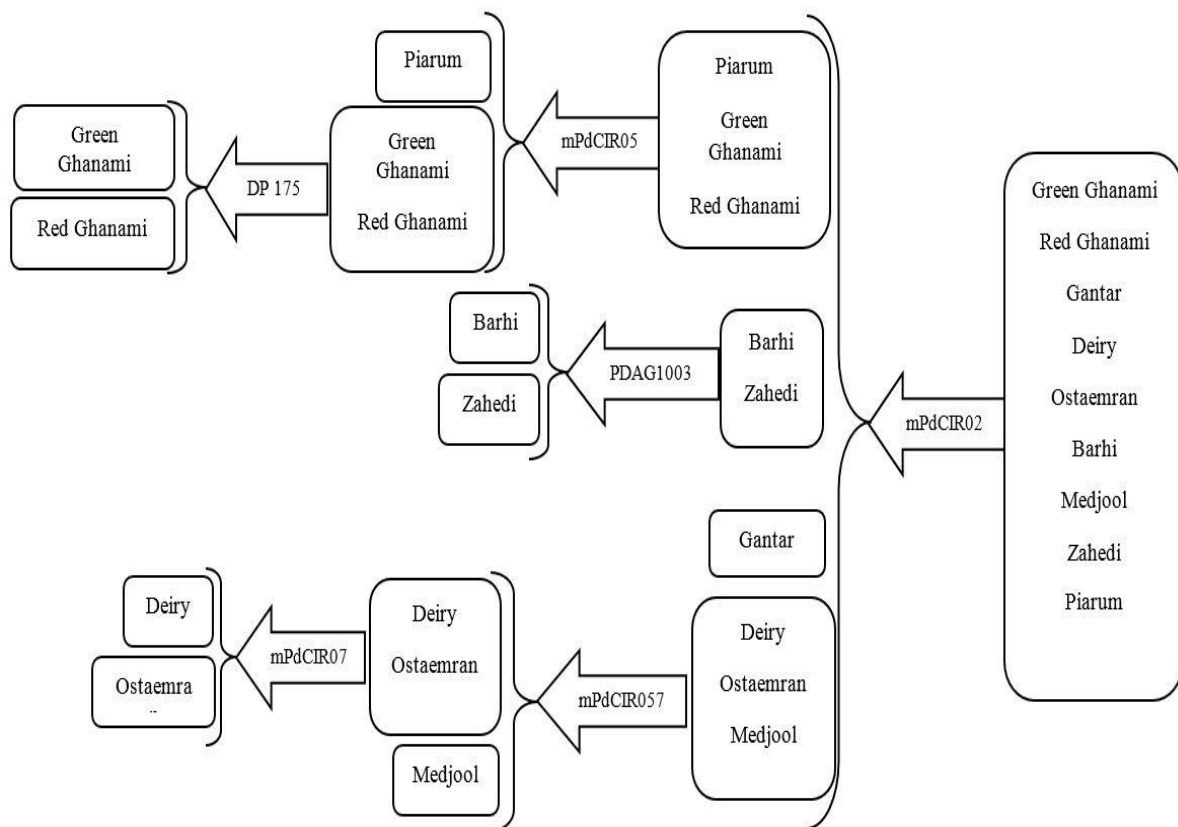 Green
Ghanami
Red Ghanami
DP 175
Piarum
Green
Ghanami
Red Ghanami
mPdCIR05
Piarum
Green
Ghanami
Red Ghanami
Barhi
Zahedi
PDAG1003
Barhi
Zahedi
Gantar
Deiry
Ostaemra
mPdCIR07
Deiry
Ostaemran
Medjool
mPdCIR057
Deiry
Ostaemran
Medjool
mPdCIR02
Green Ghanami
Red Ghanami
Gantar
Deiry
Ostaemran
Barhi
Medjool
Zahedi
Piarum